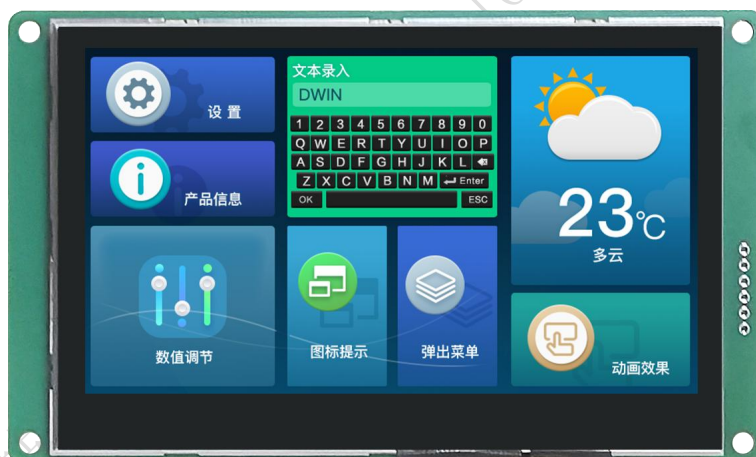 设 置
产品信息
数值调节
文本录入
DWIN
1 2 3 4 5 6 7 8 9 0
Q W E R T Y U I O P
A S D F G H J K L
Z X C V B N M Enter
OK ESC
图标提示
弹出菜单
23℃
多云
动画效果